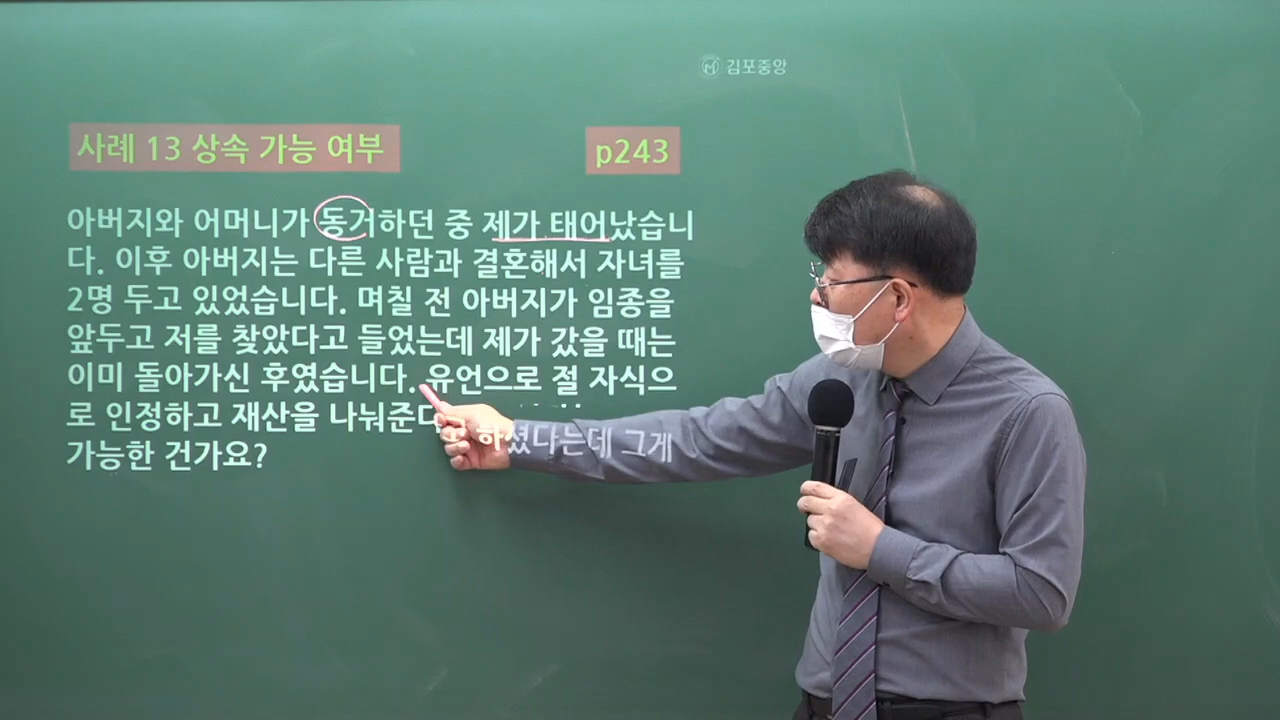 김포중앙
사례 13 상속 가능 여부
p243
아버지와 어머니가 동거하던 중 제가 태어났습니
다. 이후 아버지는 다른 사람과 결혼해서 자녀를
2명 두고 있었습니다. 며칠 전 아버지가 임종을
앞두고 저를 찾았다고 들었는데 제가 갔을 때는
이미 돌아가신 후였습니다. 유언으로 절 자식으
로 인정하고 재산을 나눠준다고 하셨다는데 그게
가능한 건가요?